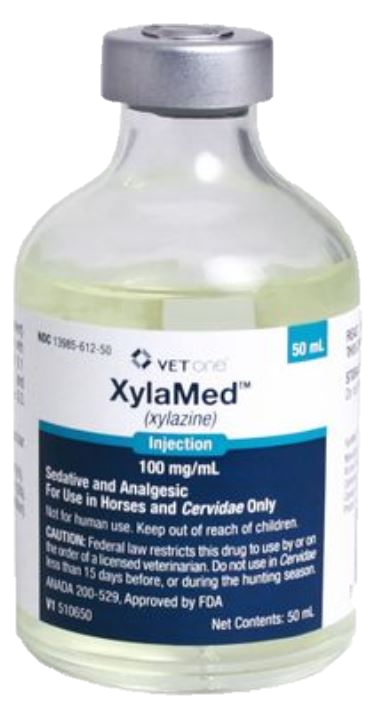 NDC 13985-612-50
50 mL
VETone
XylaMed™
(xylazine)
Injection
100 mg/mL
Sedative and Analgesic
For Use in Horses and Cervidae Only
Not for human use. Keep out of reach of children.
CAUTION: Federal law restricts this drug to use by or on
the order of a licensed veterinarian. Do not use in Cervidae
less than 15 days before, or during the hunting season.
ANADA 200-529, Approved by FDA
V1 510650
Net Contents: 50 mL